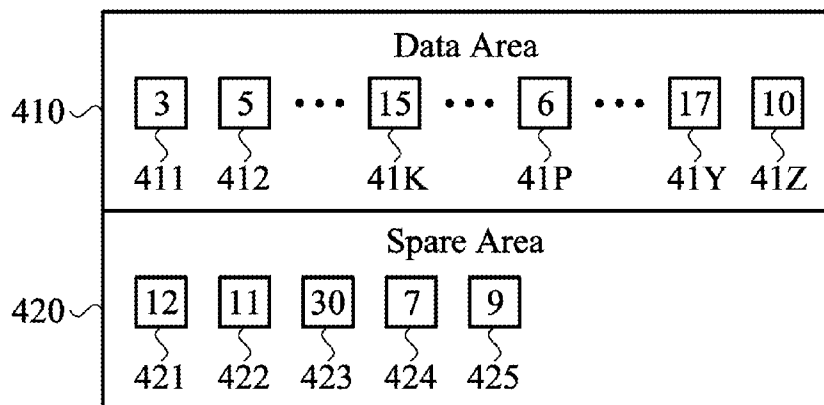 Data Area
3 5 ••• 15 ••• 6 ••• 17 10
410
411 412 41K 41P 41Y 41Z
Spare Area
12 11 30 7 9
420
421 422 423 424 425